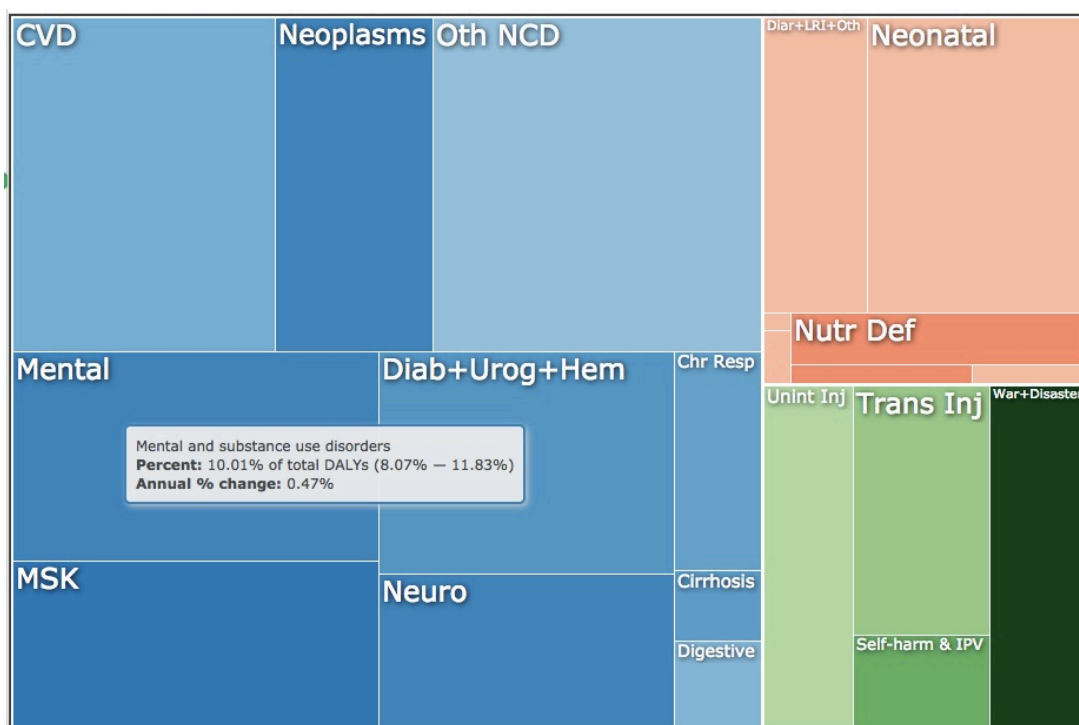 CVD
Neoplasms
Oth NCD
Diar+LRI+Oth
Neonatal
Nutr Def
Mental
Diab+Urog+Hem
Chr Resp
Mental and substance use disorders
Percent: 10.01% of total DALYs (8.07% — 11.83%)
Annual % change: 0.47%
Unint Inj
Trans Inj
War+Disaster
MSK
Neuro
Cirrhosis
Digestive
Self-harm & IPV